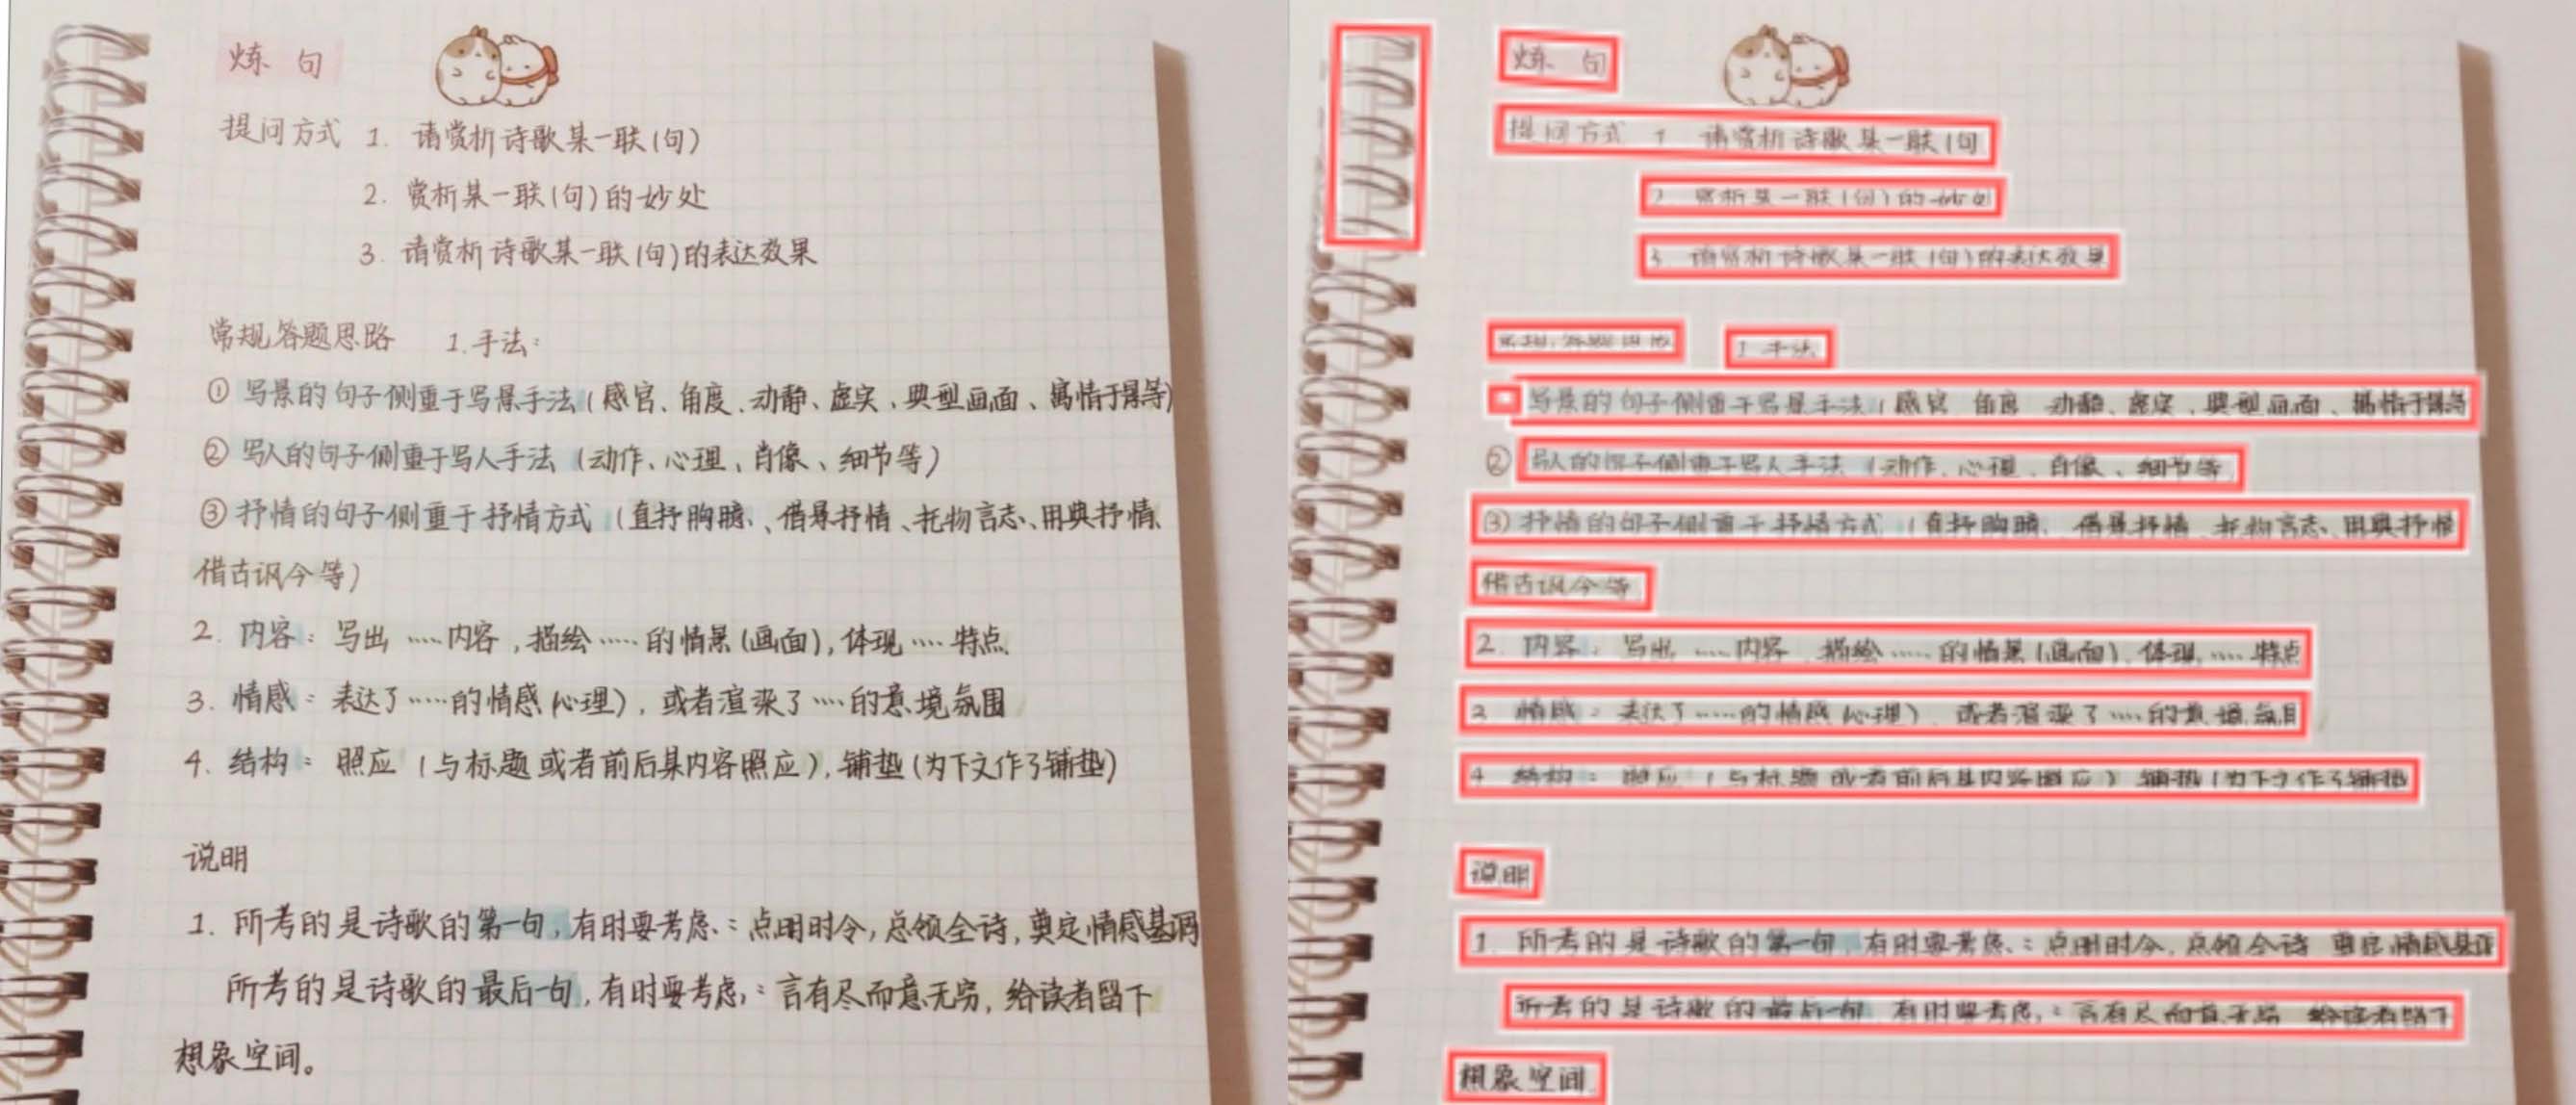 炼句
提问方式 1. 请赏析诗歌某一联(句)
2. 赏析某一联(句)的妙处
3. 请赏析诗歌某一联(句)的表达效果
常规答题思路 1.手法:
① 写景的句子侧重于写景手法(感官、角度、动静、虚实、典型画面、寓情于景等)
② 写人的句子侧重于写人手法(动作、心理、肖像、细节等)
③ 抒情的句子侧重于抒情方式(直抒胸臆、借景抒情、托物言志、用典抒情、
借古讽今等)
2. 内容: 写出……内容,描绘……的情景(画面),体现……特点
3. 情感: 表达了……的情感(心理),或者渲染了……的意境氛围
4. 结构: 照应(与标题或者前后某内容照应),铺垫(为下文作了铺垫)
说明
1. 所考的是诗歌的第一句,有时要考虑:点明时令,总领全诗,奠定情感基调
所考的是诗歌的最后一句,有时要考虑:言有尽而意无穷,给读者留下
想象空间。
炼句
提问方式 1 请赏析诗歌某一联(句
2 赏析某一联(句)的妙处
3 请赏析诗歌某一联(句)的表达效果
常规答题思路 1 手法
写景的句子侧重于写景手法(感官 角度 动静、虚实、典型画面、寓情于景等
② 写人的句子侧重于写人手法(动作、心理、肖像、细节等
③ 抒情的句子侧重于抒情方式(直抒胸臆、借景抒情、托物言志、用典抒情
借古讽今等
2. 内容: 写出……内容 描绘……的情景(画面),体现……特点
3 情感: 表达了……的情感(心理) 或者渲染了……的意境氛围
4 结构: 照应(与标题或者前后某内容照应)铺垫(为下文作了铺垫
说明
1. 所考的是诗歌的第一句,有时要考虑:点明时令,总领全诗 奠定情感基调
所考的是诗歌的最后一句 有时要考虑:言有尽而意无穷 给读者留下
想象空间